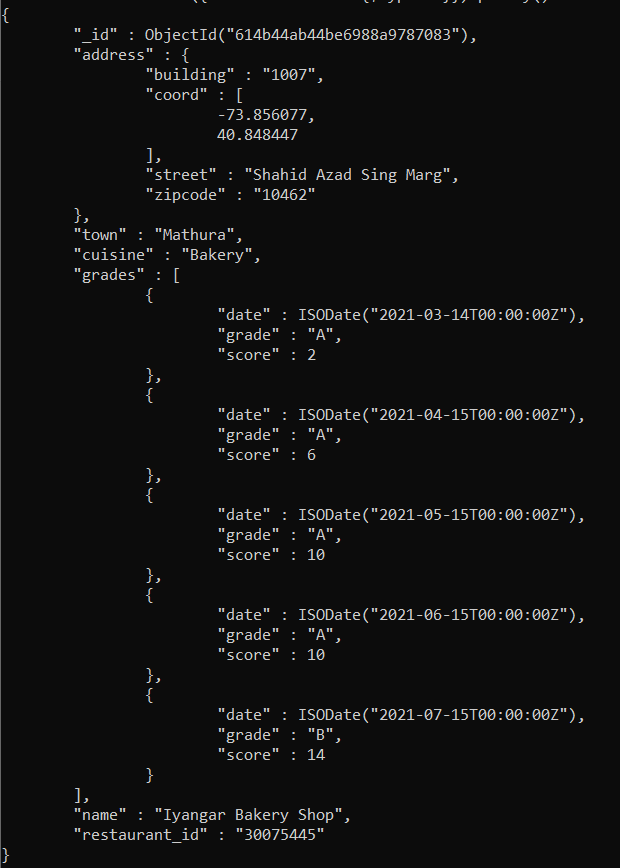 {
"_id" : ObjectId("614b44ab44be6988a9787083"),
"address" : {
"building" : "1007",
"coord" : [
-73.856077,
40.848447
],
"street" : "Shahid Azad Sing Marg",
"zipcode" : "10462"
},
"town" : "Mathura",
"cuisine" : "Bakery",
"grades" : [
{
"date" : ISODate("2021-03-14T00:00:00Z"),
"grade" : "A",
"score" : 2
},
{
"date" : ISODate("2021-04-15T00:00:00Z"),
"grade" : "A",
"score" : 6
},
{
"date" : ISODate("2021-05-15T00:00:00Z"),
"grade" : "A",
"score" : 10
},
{
"date" : ISODate("2021-06-15T00:00:00Z"),
"grade" : "A",
"score" : 10
},
{
"date" : ISODate("2021-07-15T00:00:00Z"),
"grade" : "B",
"score" : 14
}
],
"name" : "Iyangar Bakery Shop",
"restaurant_id" : "30075445"
}